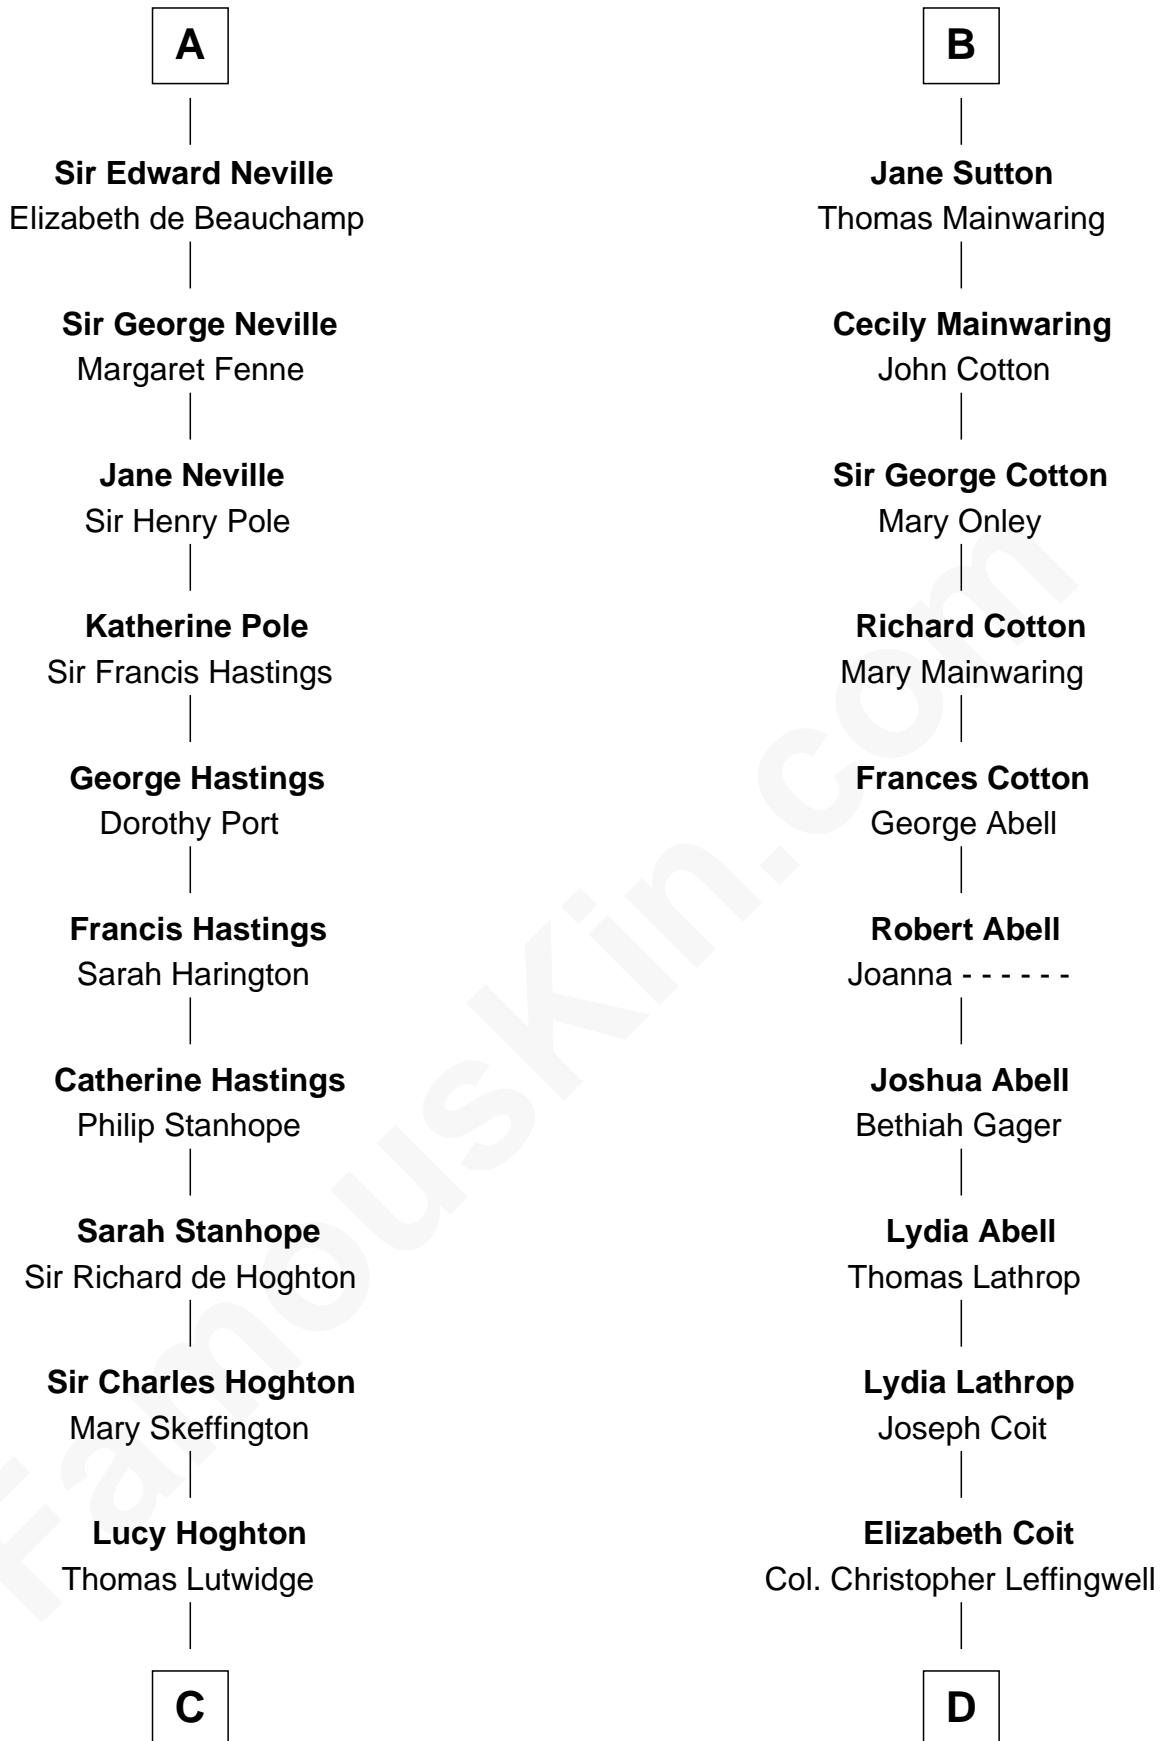 A
Sir Edward Neville
Elizabeth de Beauchamp
Sir George Neville
Margaret Fenne
Jane Neville
Sir Henry Pole
Katherine Pole
Sir Francis Hastings
George Hastings
Dorothy Port
Francis Hastings
Sarah Harington
Catherine Hastings
Philip Stanhope
Sarah Stanhope
Sir Richard de Hoghton
Sir Charles Hoghton
Mary Skeffington
Lucy Hoghton
Thomas Lutwidge
C
B
Jane Sutton
Thomas Mainwaring
Cecily Mainwaring
John Cotton
Sir George Cotton
Mary Onley
Richard Cotton
Mary Mainwaring
Frances Cotton
George Abell
Robert Abell
Joanna - - - - - -
Joshua Abell
Bethiah Gager
Lydia Abell
Thomas Lathrop
Lydia Lathrop
Joseph Coit
Elizabeth Coit
Col. Christopher Leffingwell
D
FamousKin.com